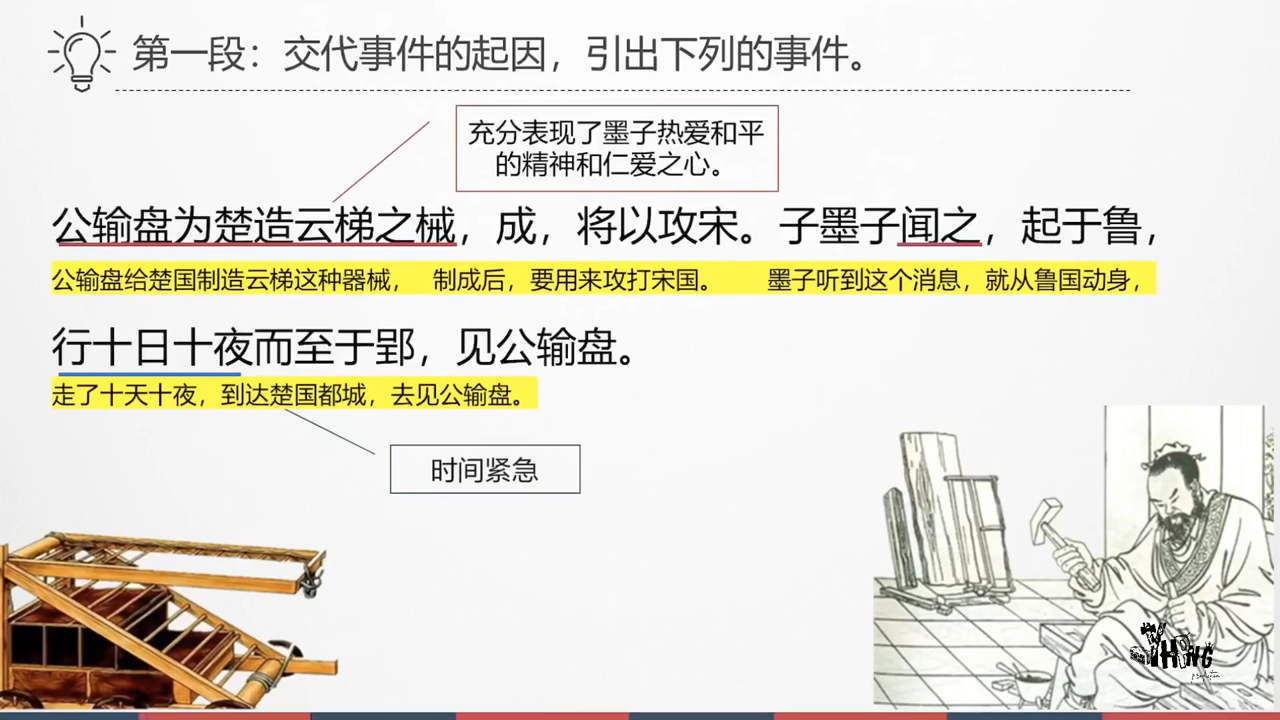 第一段：交代事件的起因，引出下列的事件。
充分表现了墨子热爱和平
的精神和仁爱之心。
公输盘为楚造云梯之械，成，将以攻宋。子墨子闻之，起于鲁，
公输盘给楚国制造云梯这种器械， 制成后，要用来攻打宋国。 墨子听到这个消息，就从鲁国动身，
行十日十夜而至于郢，见公输盘。
走了十天十夜，到达楚国都城，去见公输盘。
时间紧急